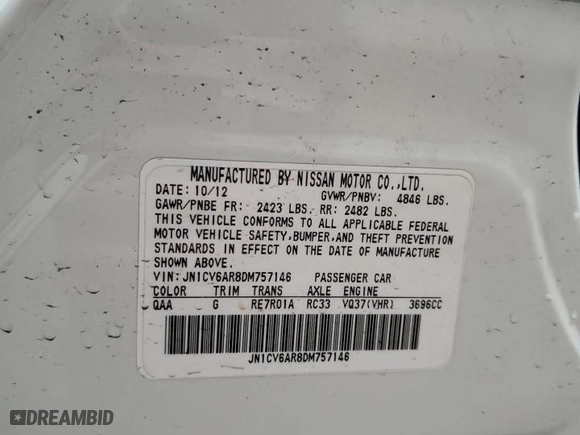 MANUFACTURED BY NISSAN MOTOR CO.,LTD.
DATE: 10/12 GVWR/PNBV: 4846 LBS.
GAWR/PNBE FR: 2423 LBS. RR: 2482 LBS.
THIS VEHICLE CONFORMS TO ALL APPLICABLE FEDERAL
MOTOR VEHICLE SAFETY,BUMPER,AND THEFT PREVENTION
STANDARDS IN EFFECT ON THE DATE OF MANUFACTURE
SHOWN ABOVE.
VIN: JN1CV6AR8DM757146 PASSENGER CAR
COLOR TRIM TRANS AXLE ENGINE
QAA G RE7R01A RC33 VQ37(VHR) 3696CC
JN1CV6AR8DM757146
DREAMBID